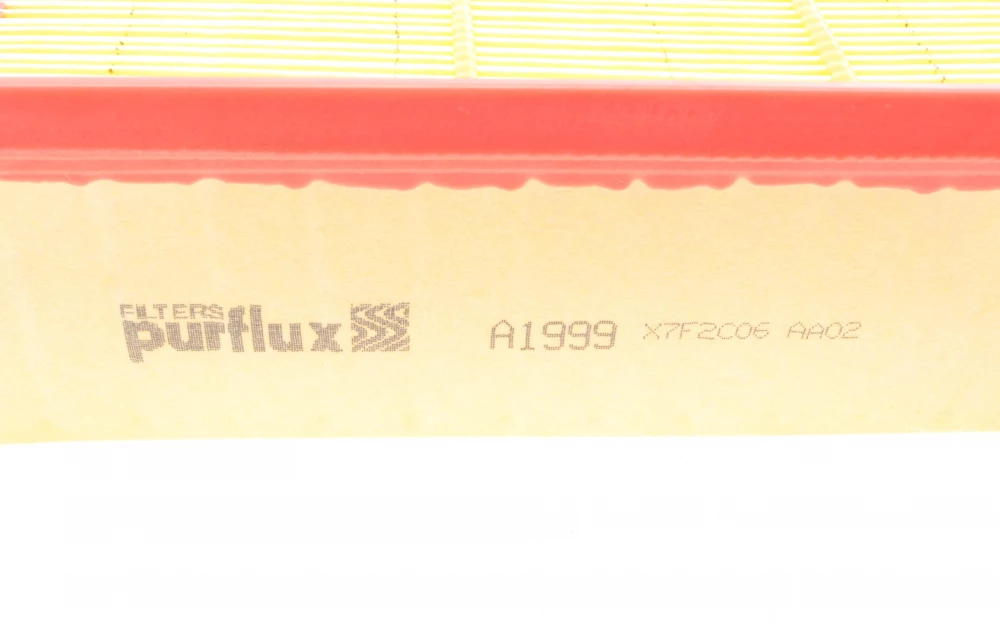 FILTERS
purflux
A1999 X7F2C06 AA02